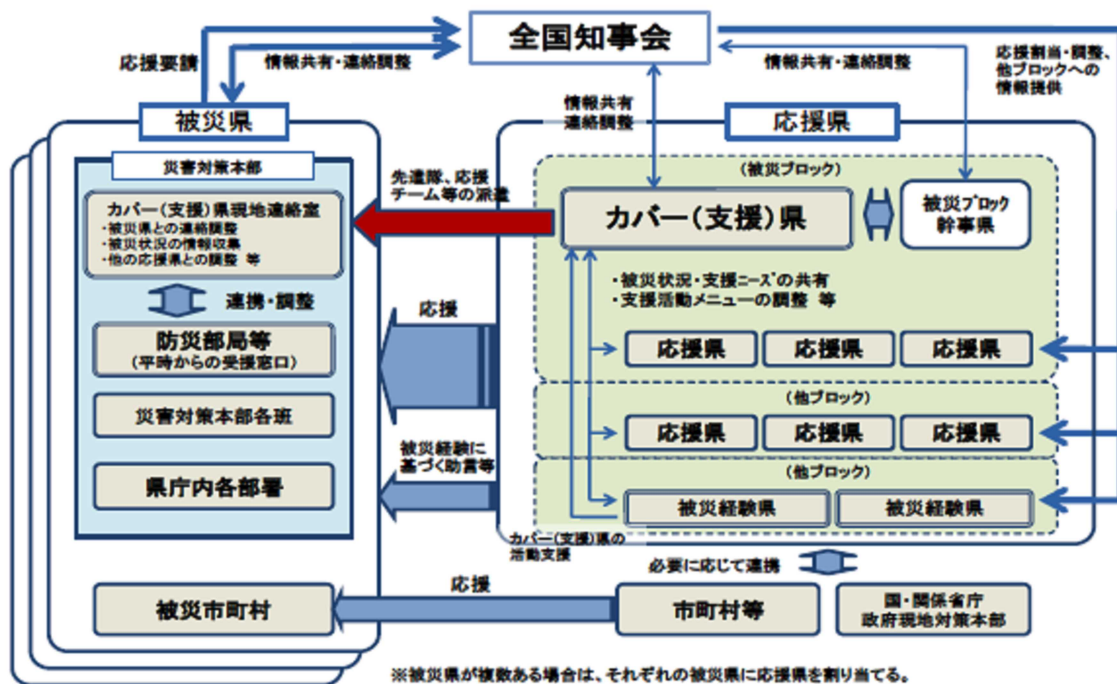 全国知事会
応援要請
情報共有・連絡調整
情報共有・連絡調整
応援割当・調整、
他ブロックへの
情報提供
情報共有
連絡調整
被災県
災害対策本部
カバー（支援）県現地連絡室
・被災県との連絡調整
・被災状況の情報収集
・他の応援県との調整 等
連携・調整
防災部局等
（平時からの受援窓口）
災害対策本部各班
県庁内各部署
被災市町村
先遣隊、応援
チーム等の派遣
応援
被災経験に
基づく助言等
応援県
（被災ブロック）
カバー（支援）県
被災ブロック
幹事県
・被災状況・支援ニーズの共有
・支援活動メニューの調整 等
応援県 応援県 応援県
（他ブロック）
応援県 応援県 応援県
（他ブロック）
被災経験県 被災経験県
カバー（支援）県の
活動支援
必要に応じて連携
応援
市町村等
国・関係省庁
政府現地対策本部
※被災県が複数ある場合は、それぞれの被災県に応援県を割り当てる。